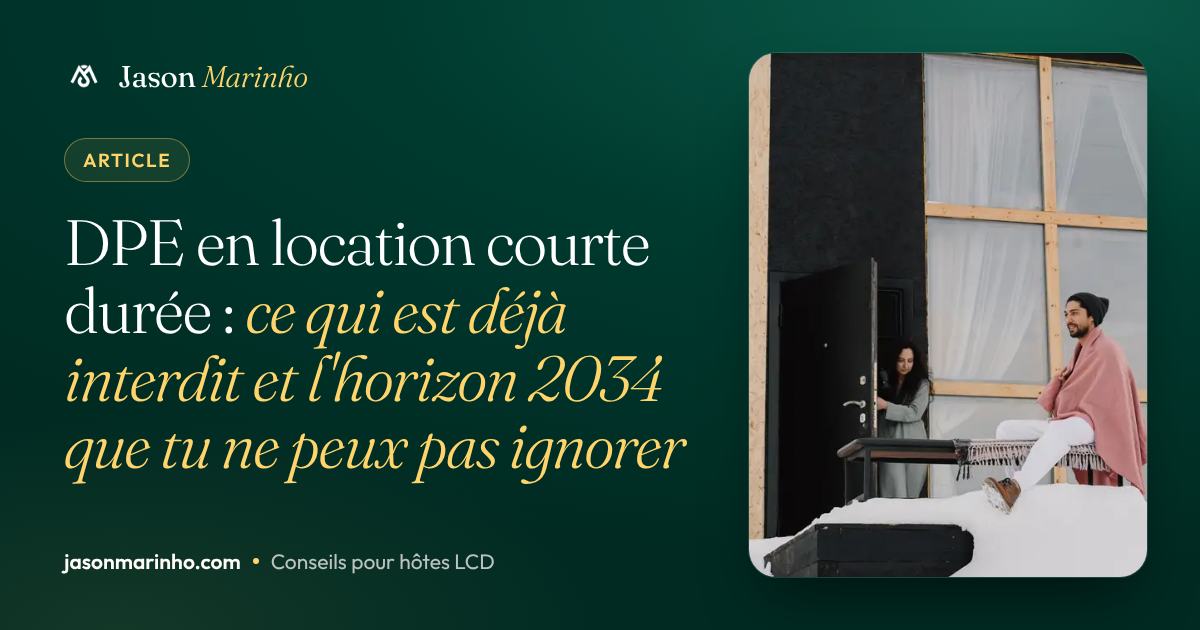 Jason Marinho
ARTICLE
DPE en location courte
durée : ce qui est déjà
interdit et l'horizon 2034
que tu ne peux pas ignorer
jasonmarinho.com • Conseils pour hôtes LCD